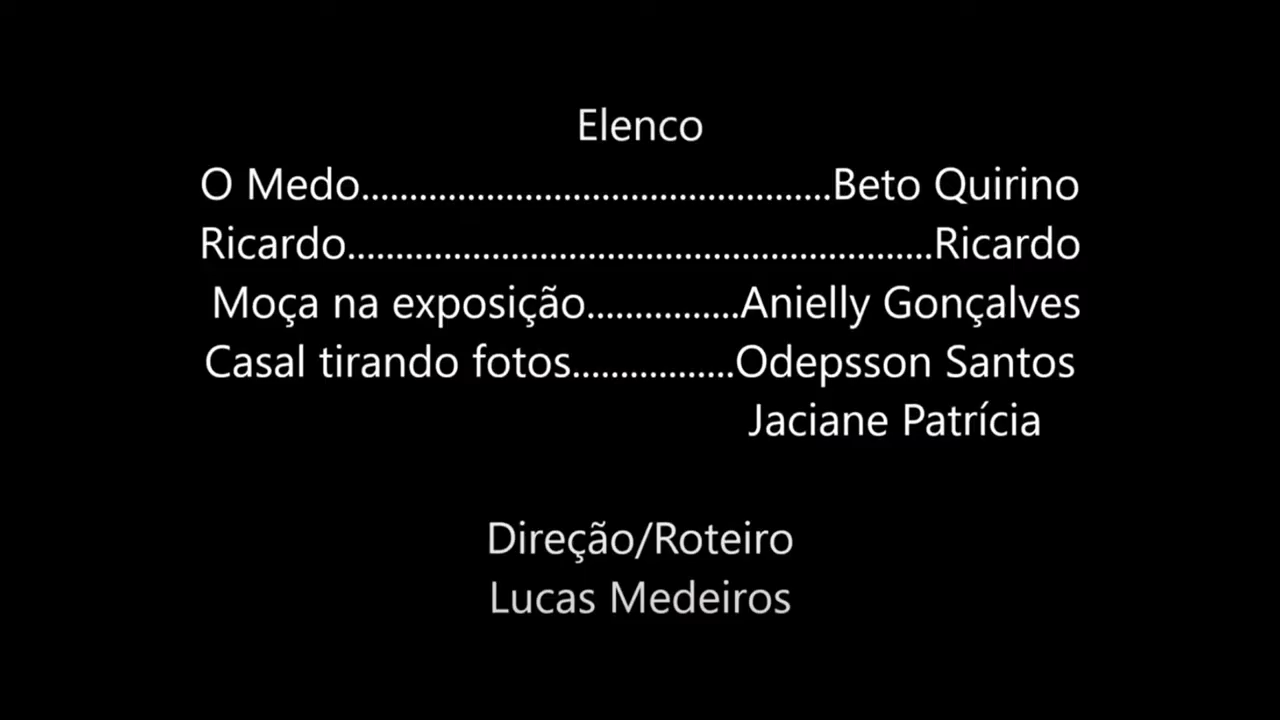 Elenco
O Medo.................................................Beto Quirino
Ricardo.............................................................Ricardo
Moça na exposição................Anielly Gonçalves
Casal tirando fotos.................Odepsson Santos
Jaciane Patrícia
Direção/Roteiro
Lucas Medeiros